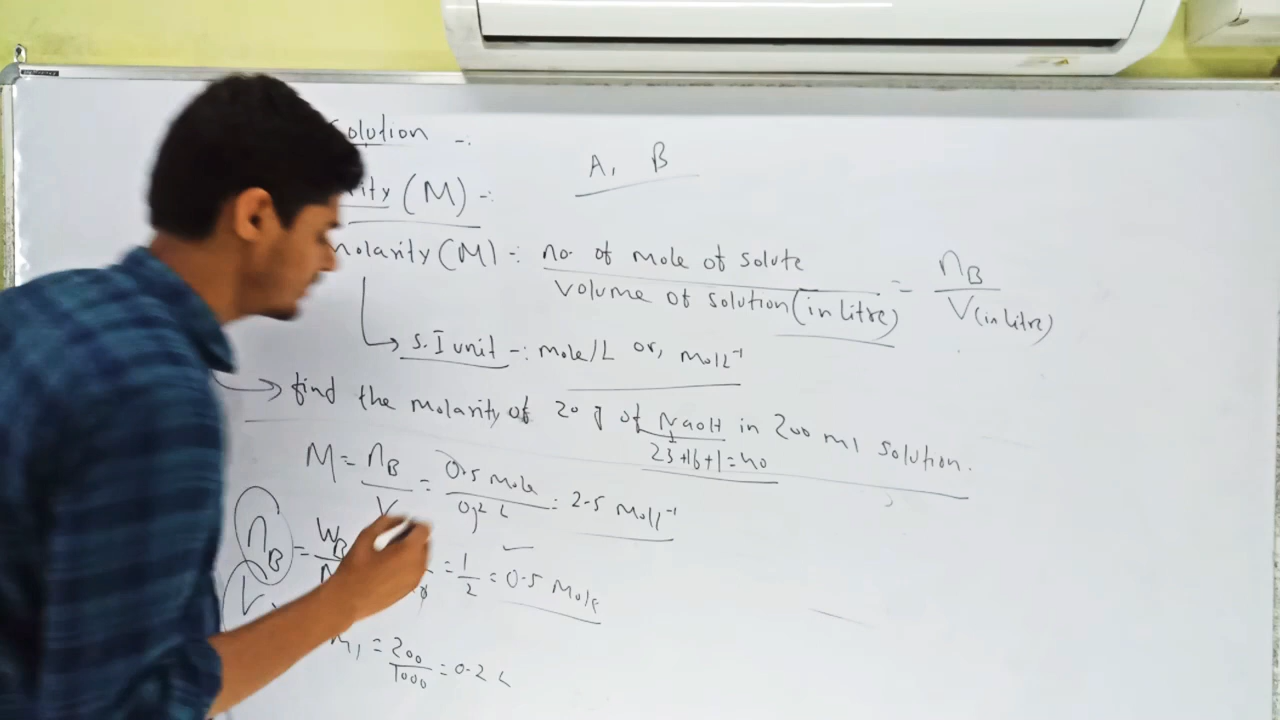 Solution -:
A, B
(M) -:
molarity (M) -: no. of mole of solute / volume of solution (in litre) = nB / V(in litre)
S.I unit -: mole/L or, mol L⁻¹
→ find the molarity of 20 g of NaOH in 200 ml solution.
23+16+1=40
M = nB / V = 0.5 mole / 0.2 L = 2.5 mol L⁻¹
nB = WB = 1/2 = 0.5 Mole
= 200/1000 = 0.2 L